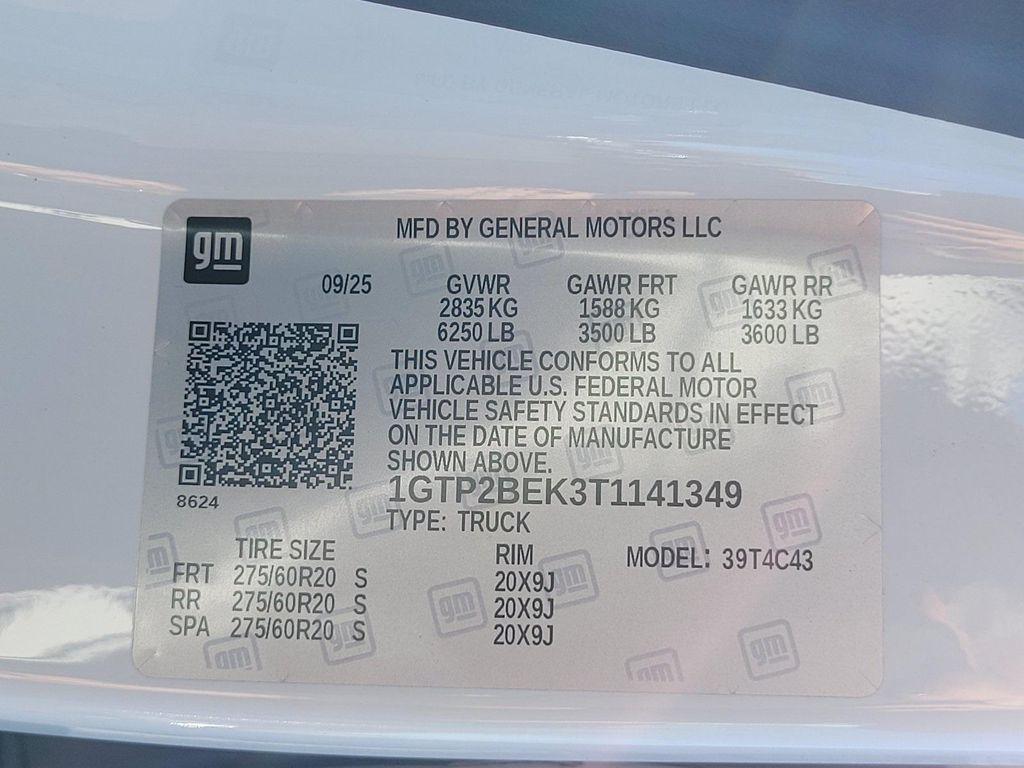 gm
MFD BY GENERAL MOTORS LLC
09/25 GVWR GAWR FRT GAWR RR
2835 KG 1588 KG 1633 KG
6250 LB 3500 LB 3600 LB
THIS VEHICLE CONFORMS TO ALL
APPLICABLE U.S. FEDERAL MOTOR
VEHICLE SAFETY STANDARDS IN EFFECT
ON THE DATE OF MANUFACTURE
SHOWN ABOVE.
8624
1GTP2BEK3T1141349
TYPE: TRUCK
TIRE SIZE RIM MODEL: 39T4C43
FRT 275/60R20 S 20X9J
RR 275/60R20 S 20X9J
SPA 275/60R20 S 20X9J